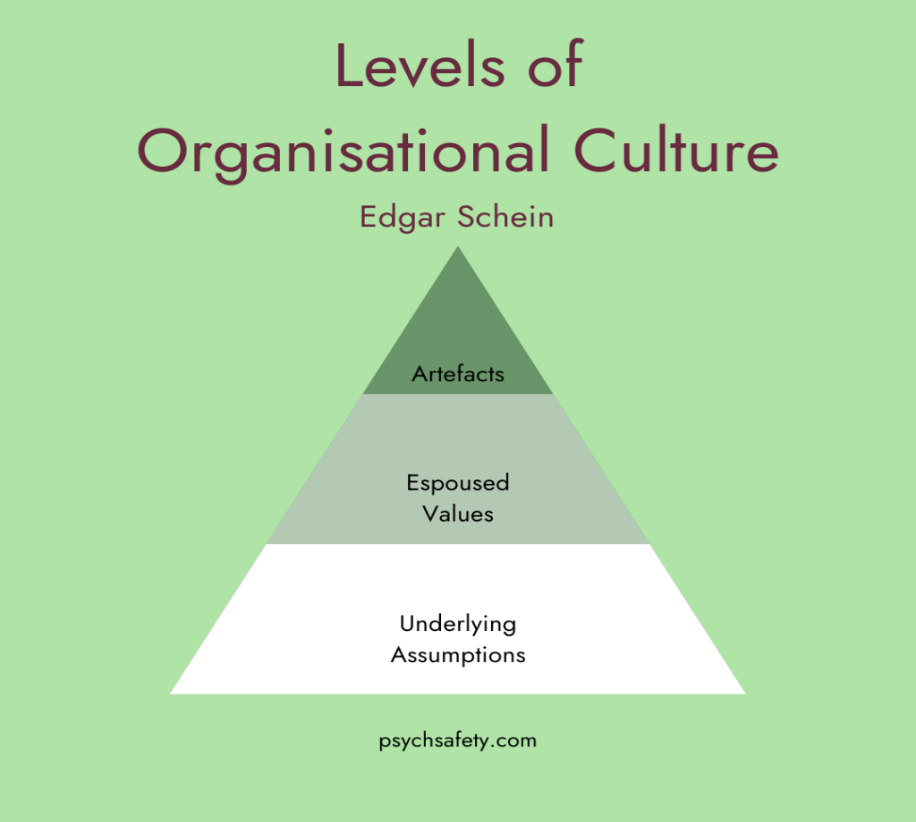 Levels of
Organisational Culture
Edgar Schein
Artefacts
Espoused
Values
Underlying
Assumptions
psychsafety.com